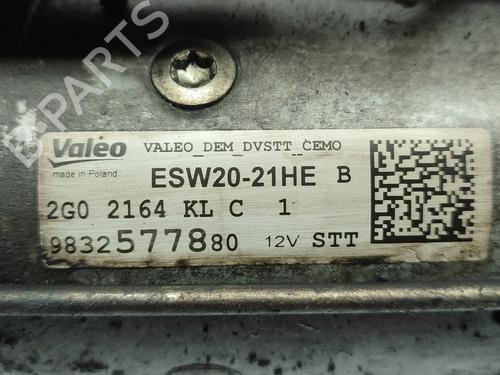 B PARTS
Valeo VALEO_DEM_DVSTT_CEMO
made in Poland
ESW20-21HE B
2G0 2164 KL C 1
9832577880 12V STT